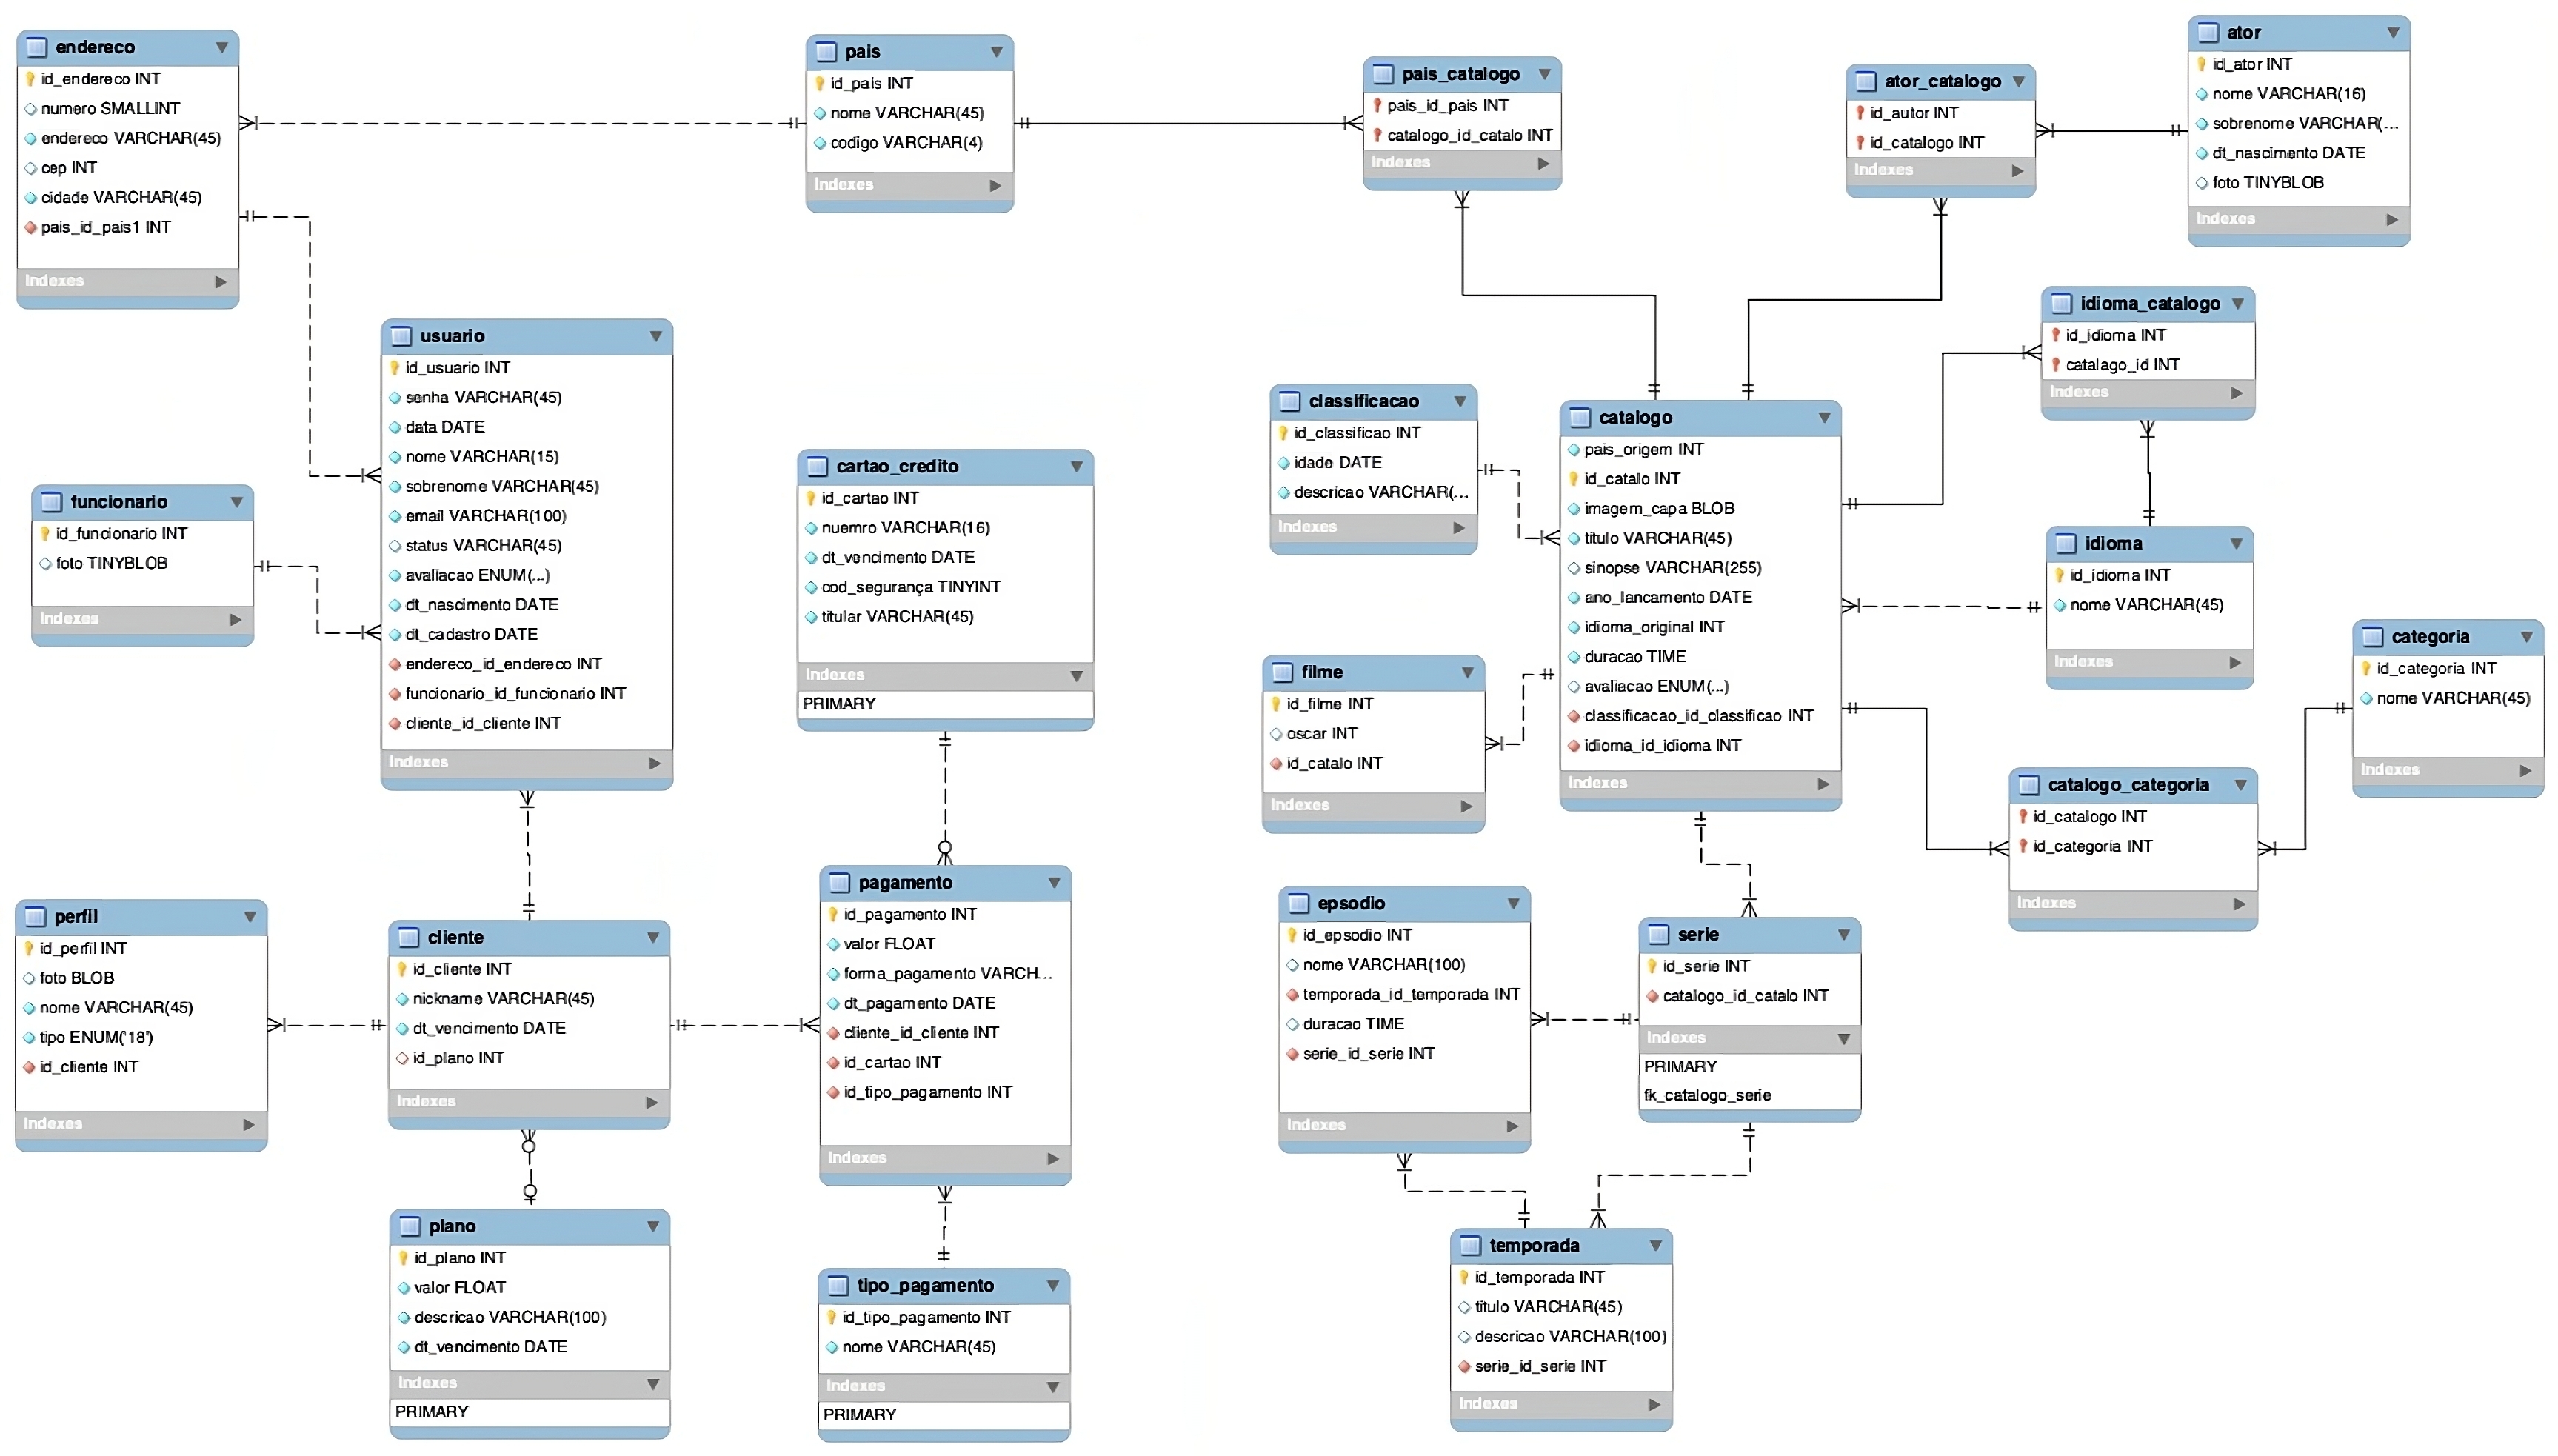 endereco
id_endereco INT
numero SMALLINT
endereco VARCHAR(45)
cep INT
cidade VARCHAR(45)
pais_id_pais1 INT
Indexes
pais
id_pais INT
nome VARCHAR(45)
codigo VARCHAR(4)
Indexes
pais_catalogo
pais_id_pais INT
catalogo_id_catalo INT
Indexes
ator_catalogo
id_autor INT
id_catalogo INT
Indexes
ator
id_ator INT
nome VARCHAR(16)
sobrenome VARCHAR(...
dt_nascimento DATE
foto TINYBLOB
Indexes
usuario
id_usuario INT
senha VARCHAR(45)
data DATE
nome VARCHAR(15)
sobrenome VARCHAR(45)
email VARCHAR(100)
status VARCHAR(45)
avaliacao ENUM(...)
dt_nascimento DATE
dt_cadastro DATE
endereco_id_endereco INT
funcionario_id_funcionario INT
cliente_id_cliente INT
Indexes
funcionario
id_funcionario INT
foto TINYBLOB
Indexes
cartao_credito
id_cartao INT
nuemro VARCHAR(16)
dt_vencimento DATE
cod_segurança TINYINT
titular VARCHAR(45)
Indexes
PRIMARY
classificacao
id_classificao INT
idade DATE
descricao VARCHAR(...
Indexes
catalogo
pais_origem INT
id_catalo INT
imagem_capa BLOB
titulo VARCHAR(45)
sinopse VARCHAR(255)
ano_lancamento DATE
idioma_original INT
duracao TIME
avaliacao ENUM(...)
classificacao_id_classificao INT
idioma_id_idioma INT
Indexes
idioma_catalogo
id_idioma INT
catalago_id INT
Indexes
idioma
id_idioma INT
nome VARCHAR(45)
Indexes
categoria
id_categoria INT
nome VARCHAR(45)
Indexes
filme
id_filme INT
oscar INT
id_catalo INT
Indexes
catalogo_categoria
id_catalogo INT
id_categoria INT
Indexes
perfil
id_perfil INT
foto BLOB
nome VARCHAR(45)
tipo ENUM('18')
id_cliente INT
Indexes
cliente
id_cliente INT
nickname VARCHAR(45)
dt_vencimento DATE
id_plano INT
Indexes
pagamento
id_pagamento INT
valor FLOAT
forma_pagamento VARCH...
dt_pagamento DATE
cliente_id_cliente INT
id_cartao INT
id_tipo_pagamento INT
Indexes
epsodio
id_epsodio INT
nome VARCHAR(100)
temporada_id_temporada INT
duracao TIME
serie_id_serie INT
Indexes
serie
id_serie INT
catalogo_id_catalo INT
Indexes
PRIMARY
fk_catalogo_serie
plano
id_plano INT
valor FLOAT
descricao VARCHAR(100)
dt_vencimento DATE
Indexes
PRIMARY
tipo_pagamento
id_tipo_pagamento INT
nome VARCHAR(45)
Indexes
PRIMARY
temporada
id_temporada INT
titulo VARCHAR(45)
descricao VARCHAR(100)
serie_id_serie INT
Indexes